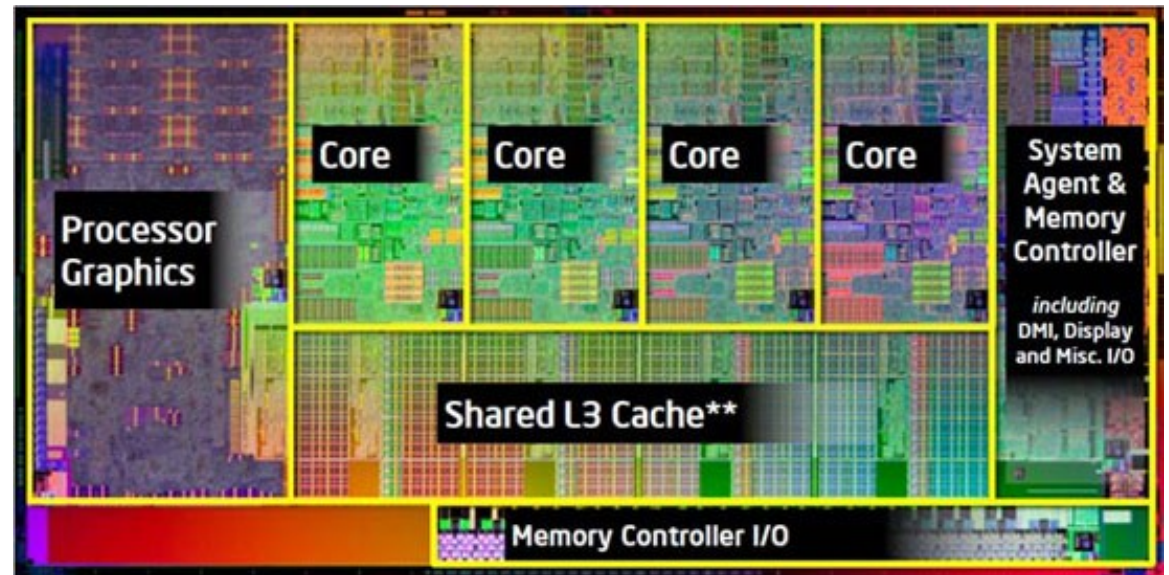 Processor
Graphics
Core
Core
Core
Core
System
Agent &
Memory
Controller
including
DMI, Display
and Misc. I/O
Shared L3 Cache**
Memory Controller I/O